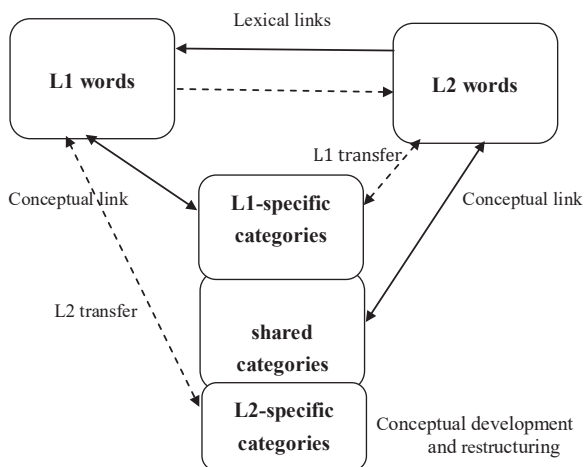 Lexical links
L1 words
L2 words
L1 transfer
Conceptual link
L1-specific
categories
Conceptual link
L2 transfer
shared
categories
L2-specific
categories
Conceptual development
and restructuring